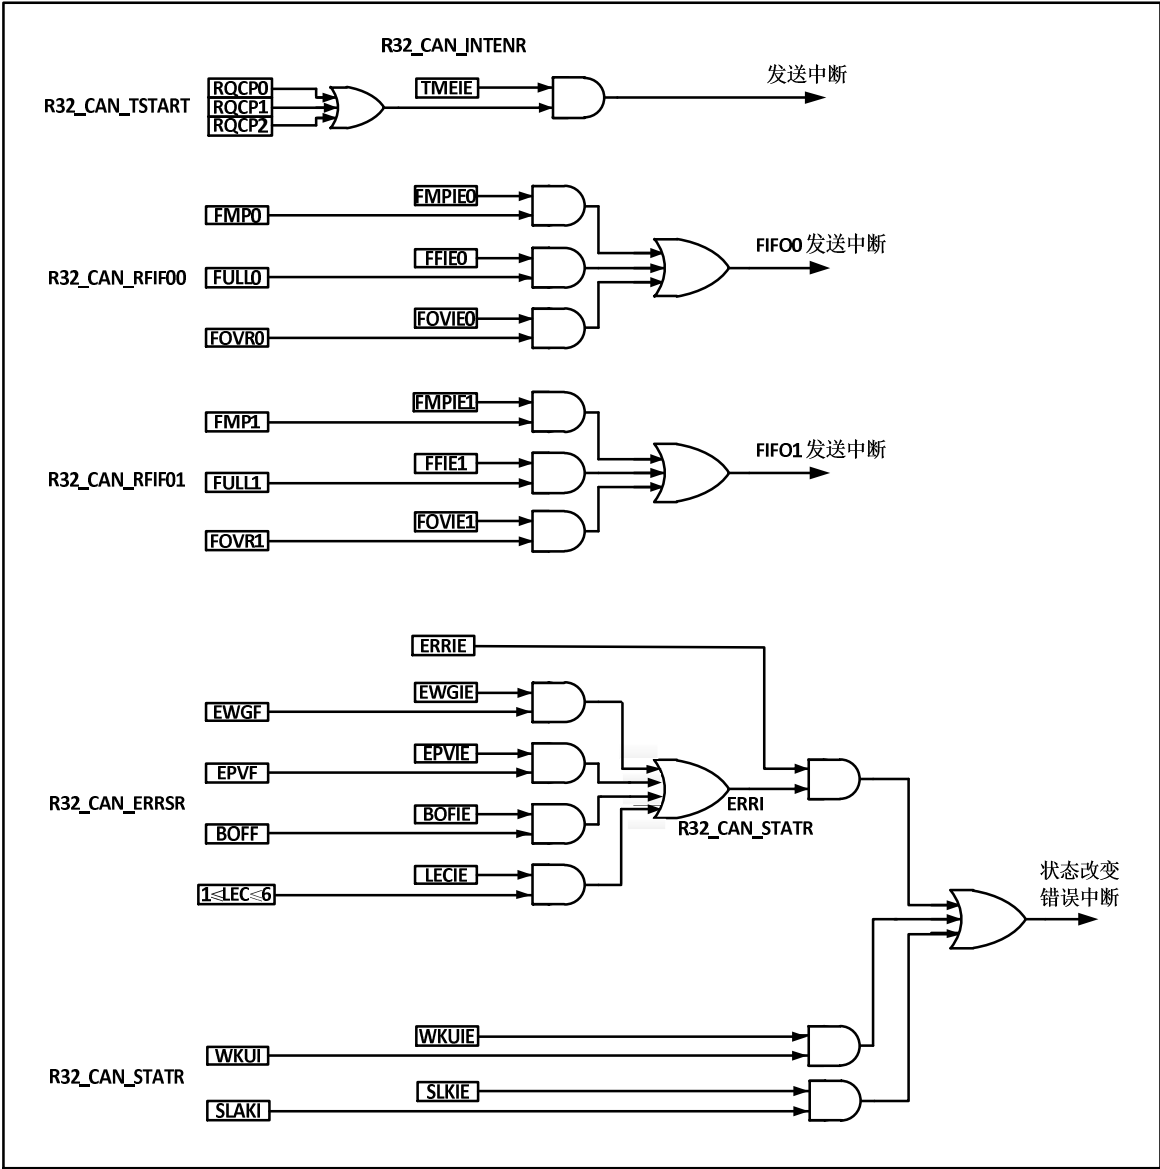 R32_CAN_INTENR
发送中断
RQCP0
TMEIE
R32_CAN_TSTART
RQCP1
RQCP2
FMPIE0
FMP0
FIFO0 发送中断
FFIE0
R32_CAN_RFIF00
FULL0
FOVIE0
FOVR0
FMPIE1
FMP1
FIFO1 发送中断
FFIE1
R32_CAN_RFIF01
FULL1
FOVIE1
FOVR1
ERRIE
EWGIE
EWGF
EPVIE
EPVF
R32_CAN_ERRSR
ERRI
BOFIE
R32_CAN_STATR
BOFF
LECIE
1≤LEC≤6
状态改变
错误中断
WKUIE
WKUI
R32_CAN_STATR
SLKIE
SLAKI